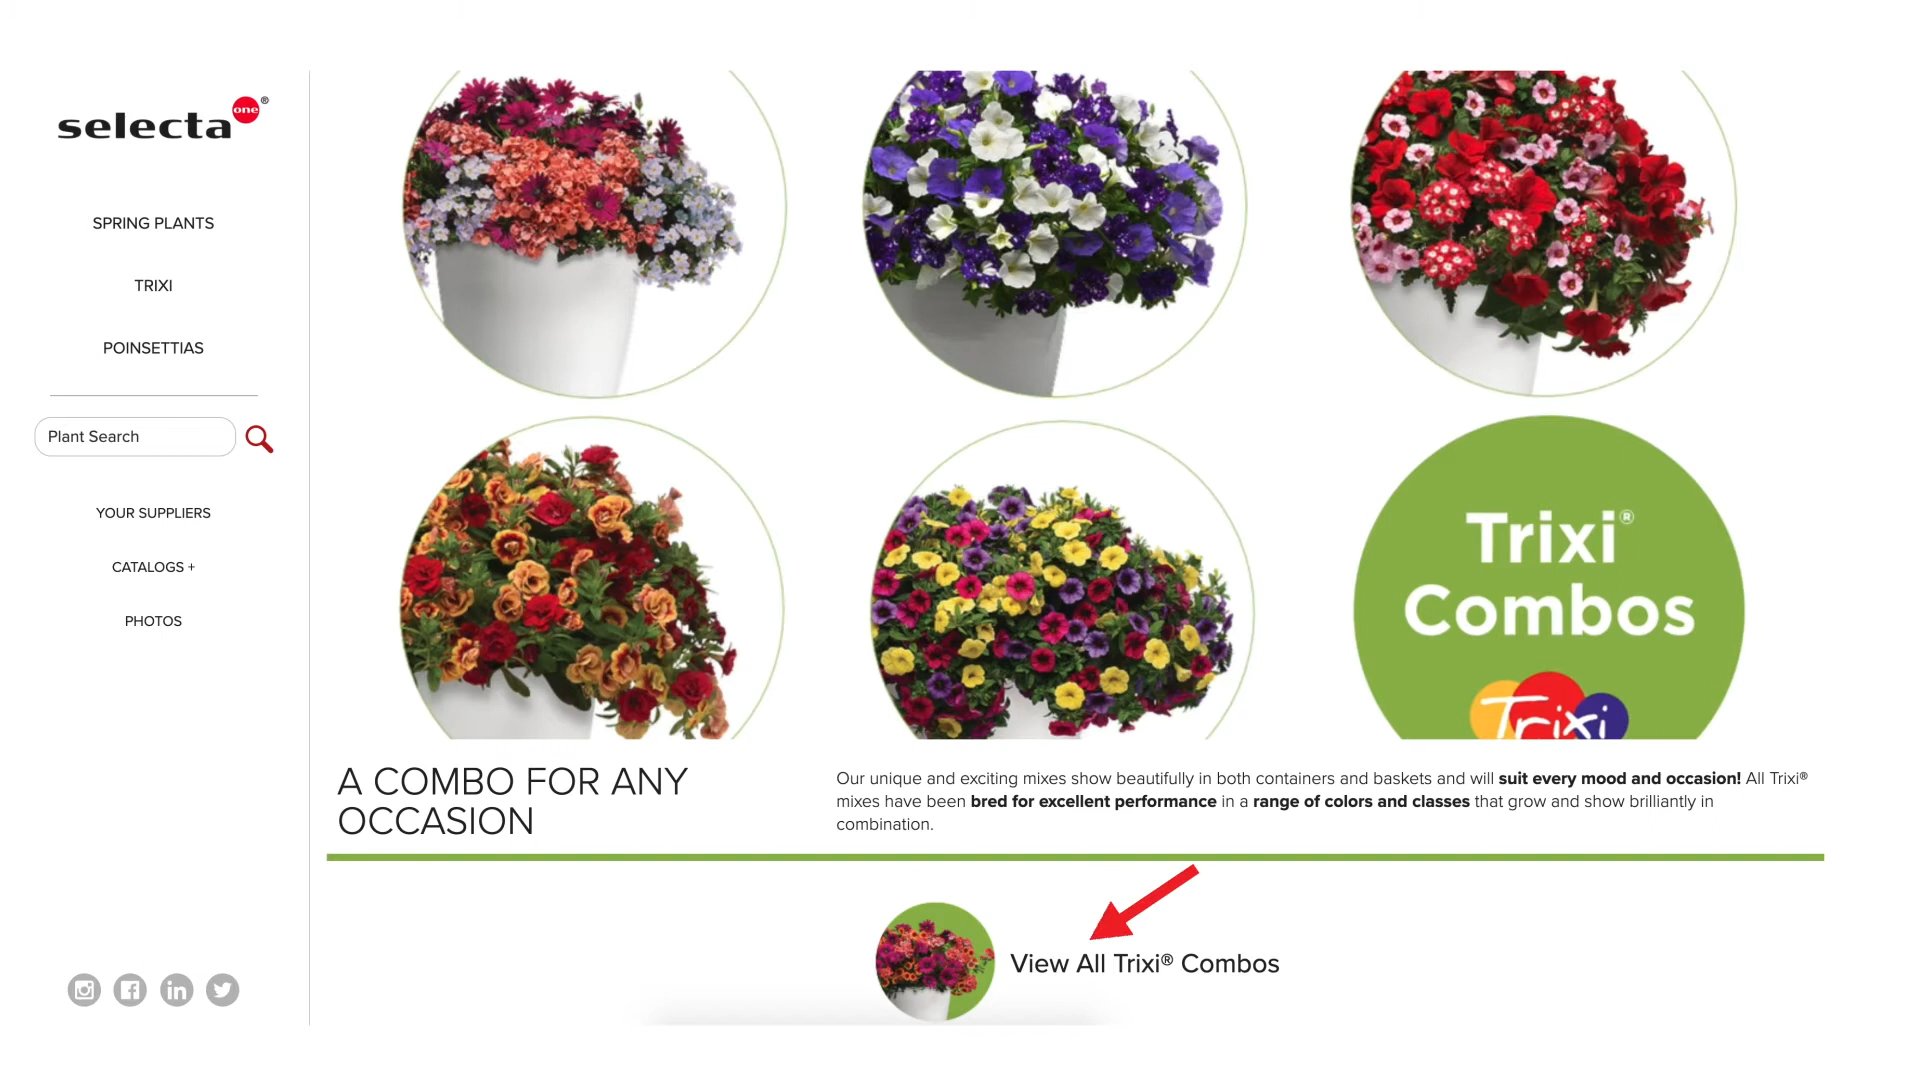 selecta one®
SPRING PLANTS
TRIXI
POINSETTIAS
Plant Search
YOUR SUPPLIERS
CATALOGS +
PHOTOS
Trixi®
Combos
Trixi
A COMBO FOR ANY
OCCASION
Our unique and exciting mixes show beautifully in both containers and baskets and will suit every mood and occasion! All Trixi®
mixes have been bred for excellent performance in a range of colors and classes that grow and show brilliantly in
combination.
View All Trixi® Combos